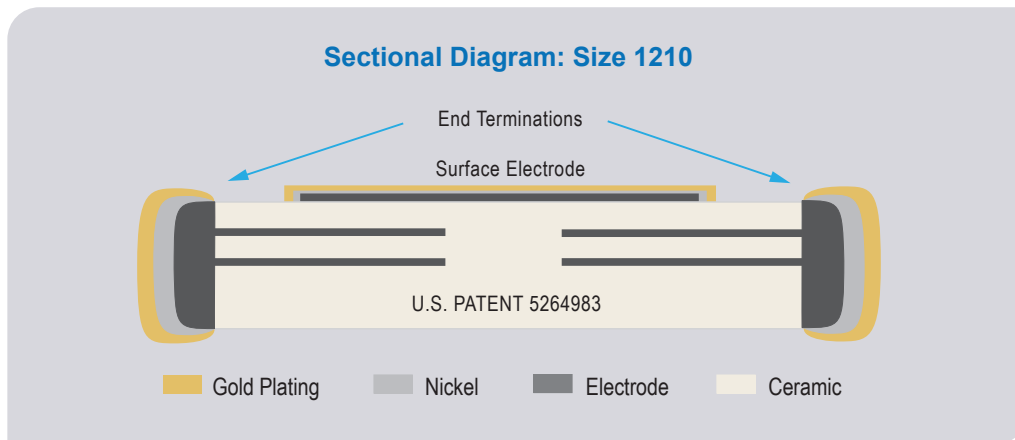 Sectional Diagram: Size 1210
End Terminations
Surface Electrode
U.S. PATENT 5264983
Gold Plating Nickel Electrode Ceramic